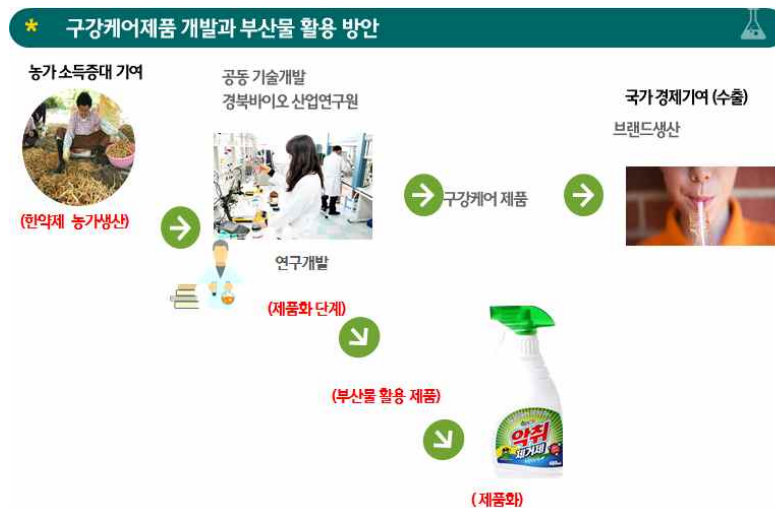 * 구강케어제품 개발과 부산물 활용 방안
농가 소득증대 기여
(한약제 농가생산)
공동 기술개발
경북바이오 산업연구원
연구개발
(제품화 단계)
구강케어 제품
국가 경제기여 (수출)
브랜드생산
(부산물 활용 제품)
악취
제거제
(제품화)